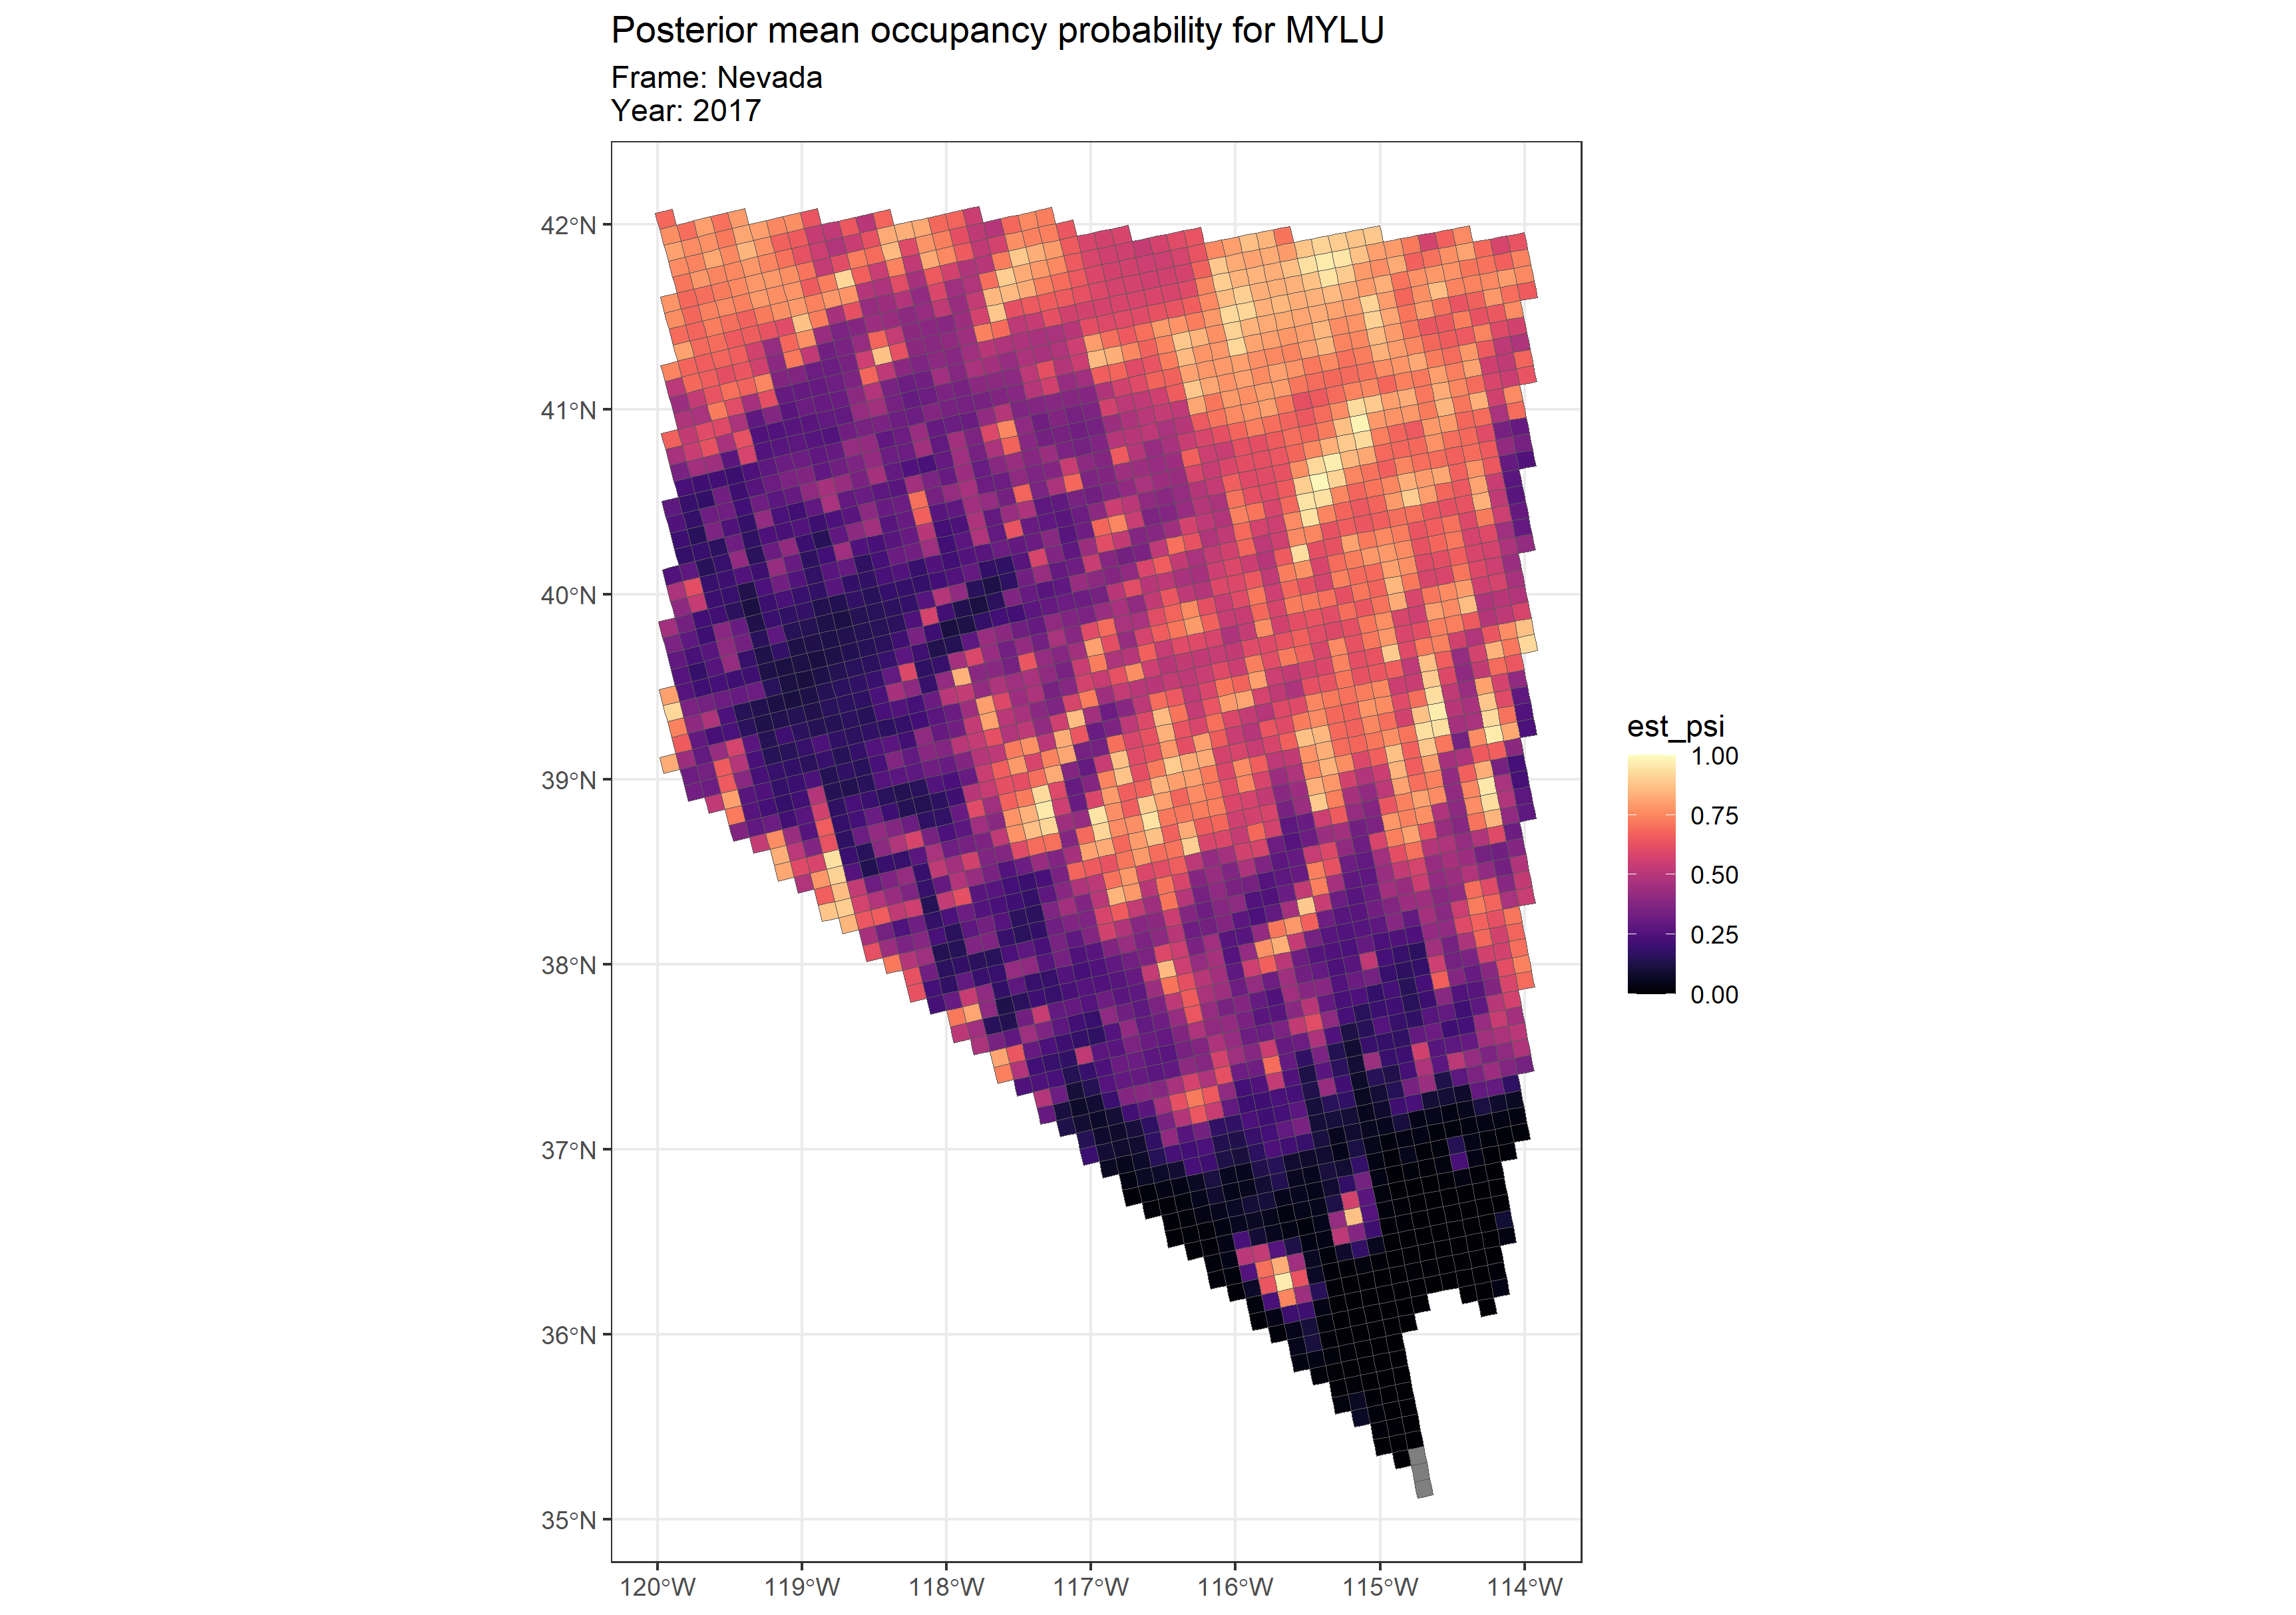 Posterior mean occupancy probability for MYLU
Frame: Nevada
Year: 2017
42°N
41°N
40°N
39°N
38°N
37°N
36°N
35°N
120°W 119°W 118°W 117°W 116°W 115°W 114°W
est_psi
1.00
0.75
0.50
0.25
0.00